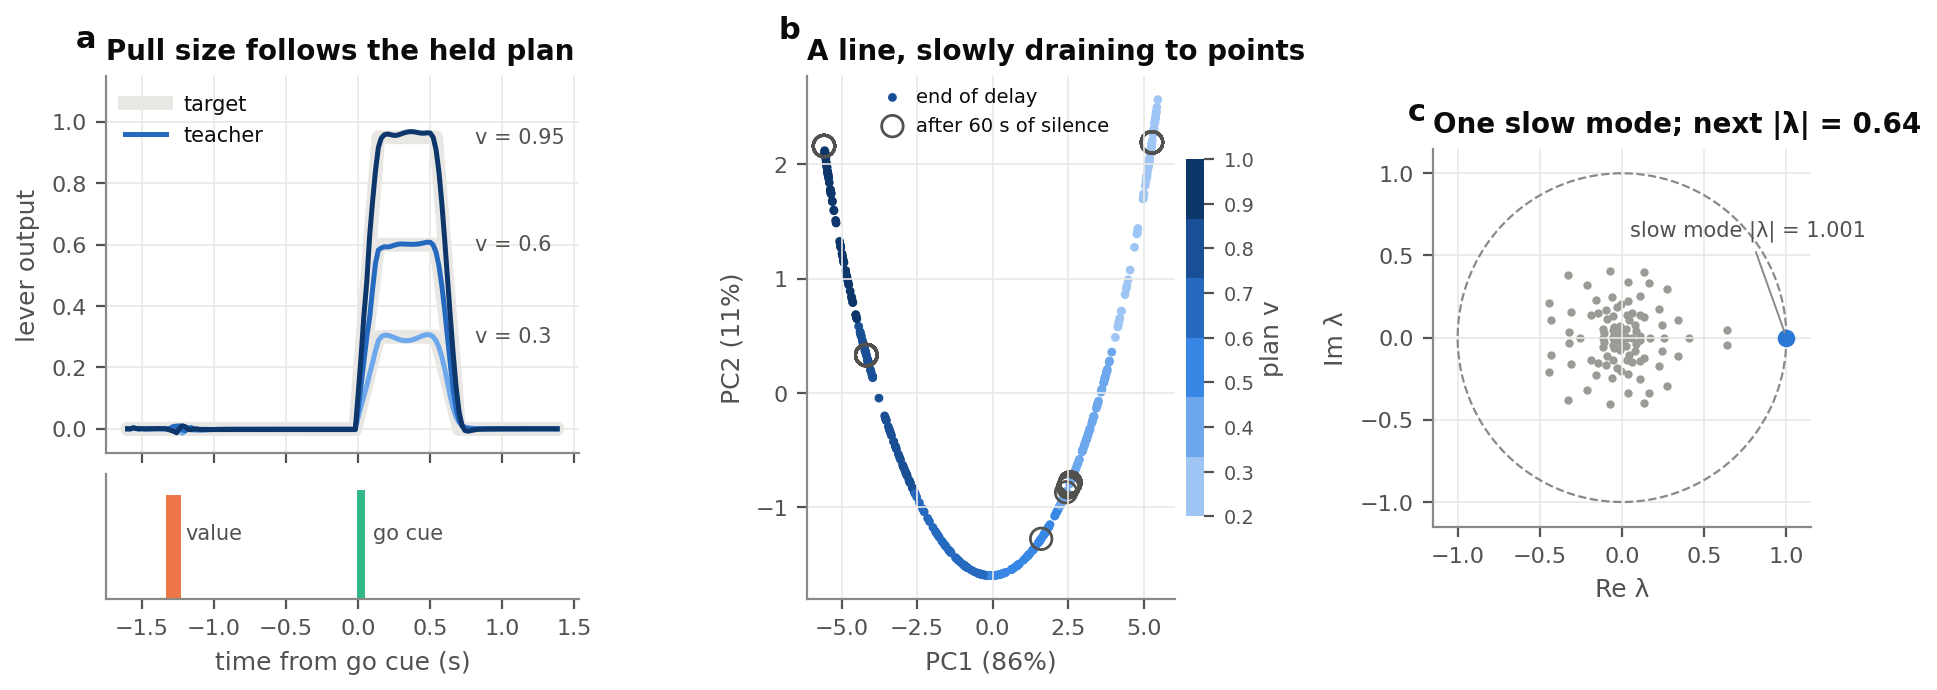 a
Pull size follows the held plan
target
teacher
v = 0.95
v = 0.6
v = 0.3
1.0
0.8
0.6
0.4
0.2
0.0
lever output
value
go cue
−1.5
−1.0
−0.5
0.0
0.5
1.0
1.5
time from go cue (s)
b
A line, slowly draining to points
end of delay
after 60 s of silence
2
1
0
−1
PC2 (11%)
−5.0
−2.5
0.0
2.5
5.0
PC1 (86%)
1.0
0.9
0.8
0.7
0.6
0.5
0.4
0.3
0.2
plan v
c
One slow mode; next |λ| = 0.64
slow mode |λ| = 1.001
1.0
0.5
0.0
−0.5
−1.0
Im λ
−1.0
−0.5
0.0
0.5
1.0
Re λ